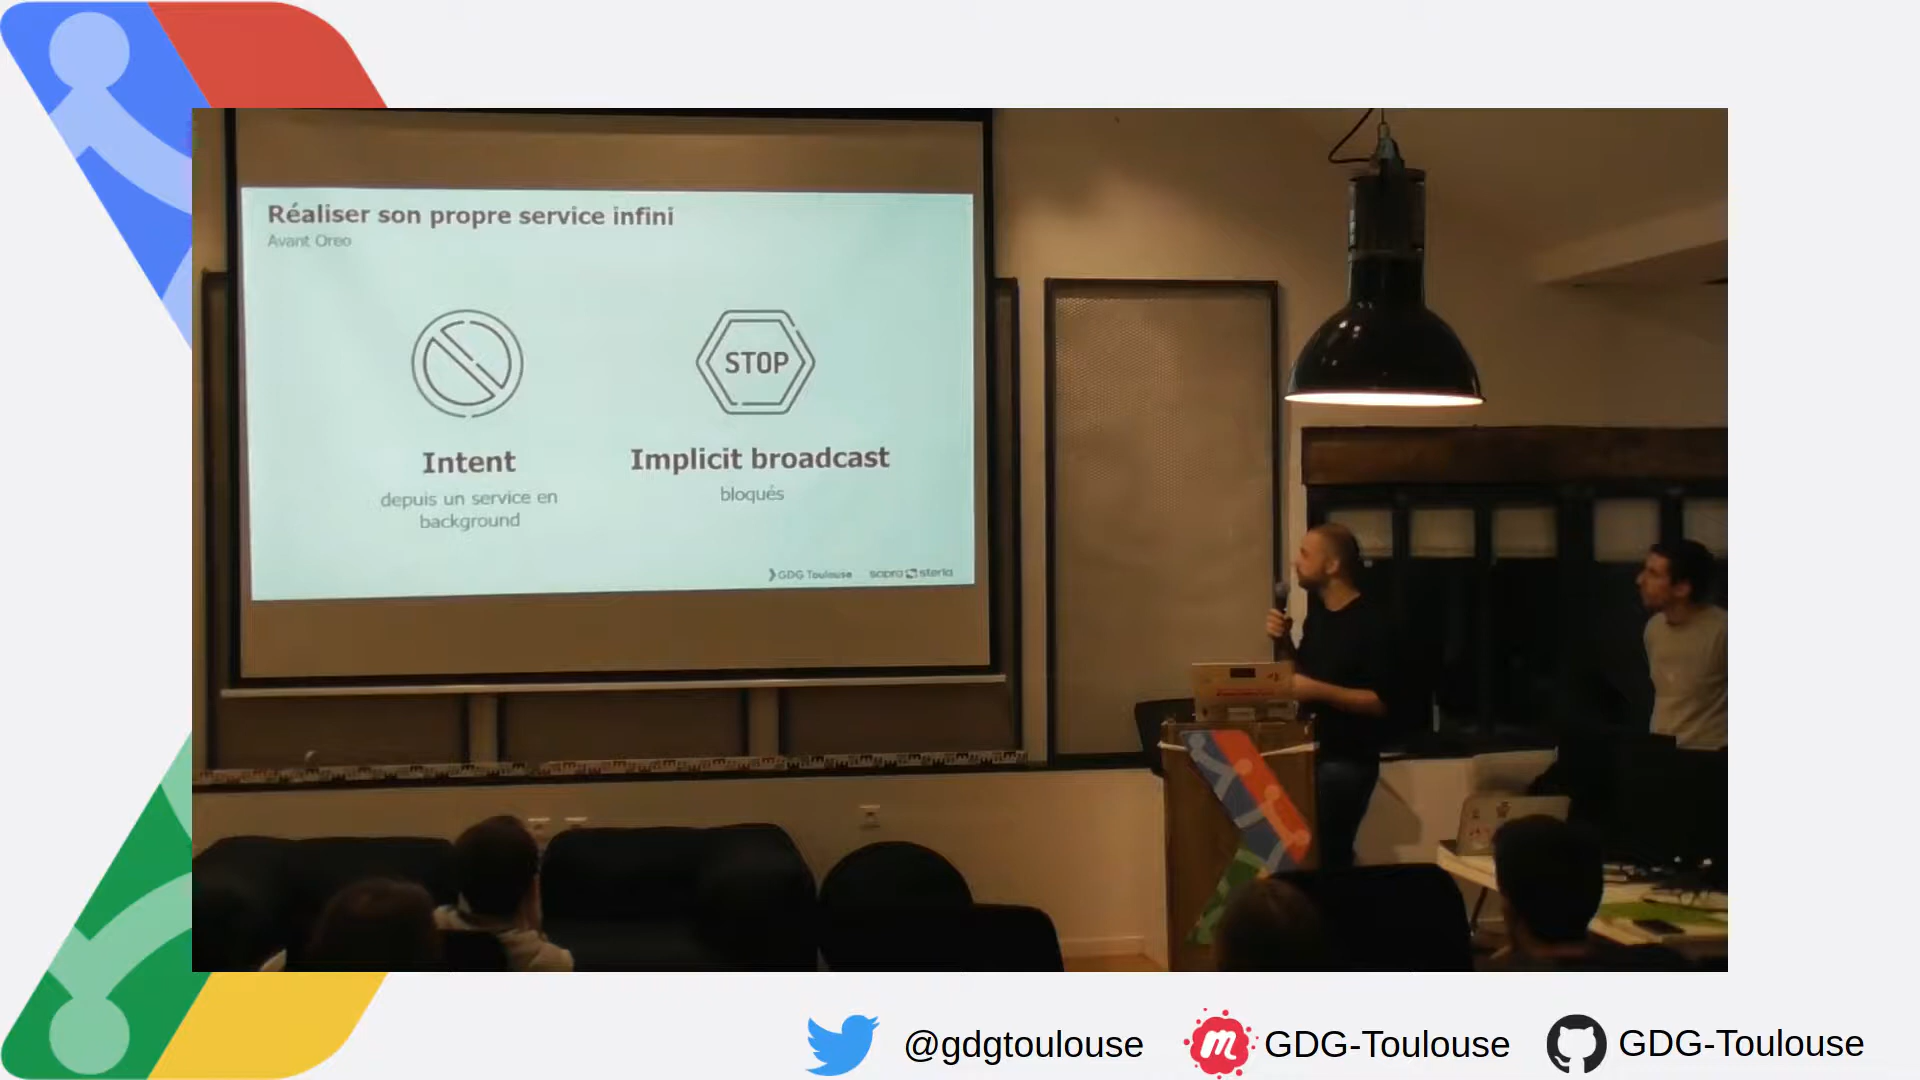 Réaliser son propre service infini
Avant Oreo
STOP
Intent
depuis un service en
background
Implicit broadcast
bloqués
GDG Toulouse
sopra steria
@gdgtoulouse
GDG-Toulouse
GDG-Toulouse